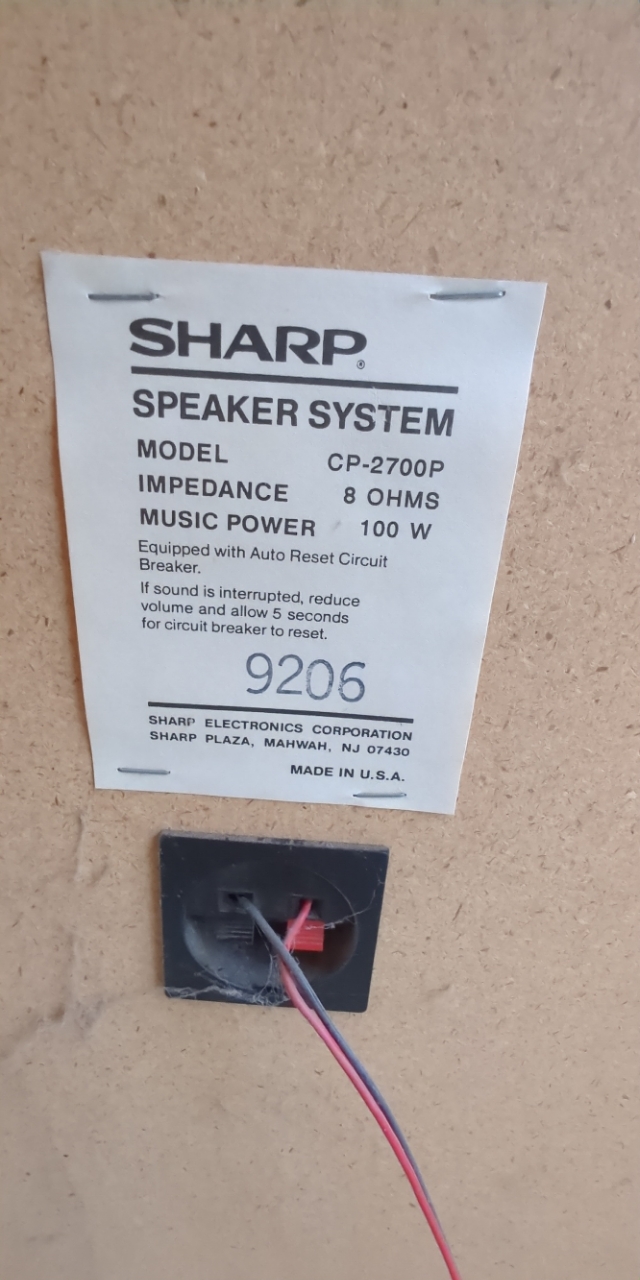 SHARP®
SPEAKER SYSTEM
MODEL CP-2700P
IMPEDANCE 8 OHMS
MUSIC POWER 100 W
Equipped with Auto Reset Circuit
Breaker.
If sound is interrupted, reduce
volume and allow 5 seconds
for circuit breaker to reset.
9206
SHARP ELECTRONICS CORPORATION
SHARP PLAZA, MAHWAH, NJ 07430
MADE IN U.S.A.